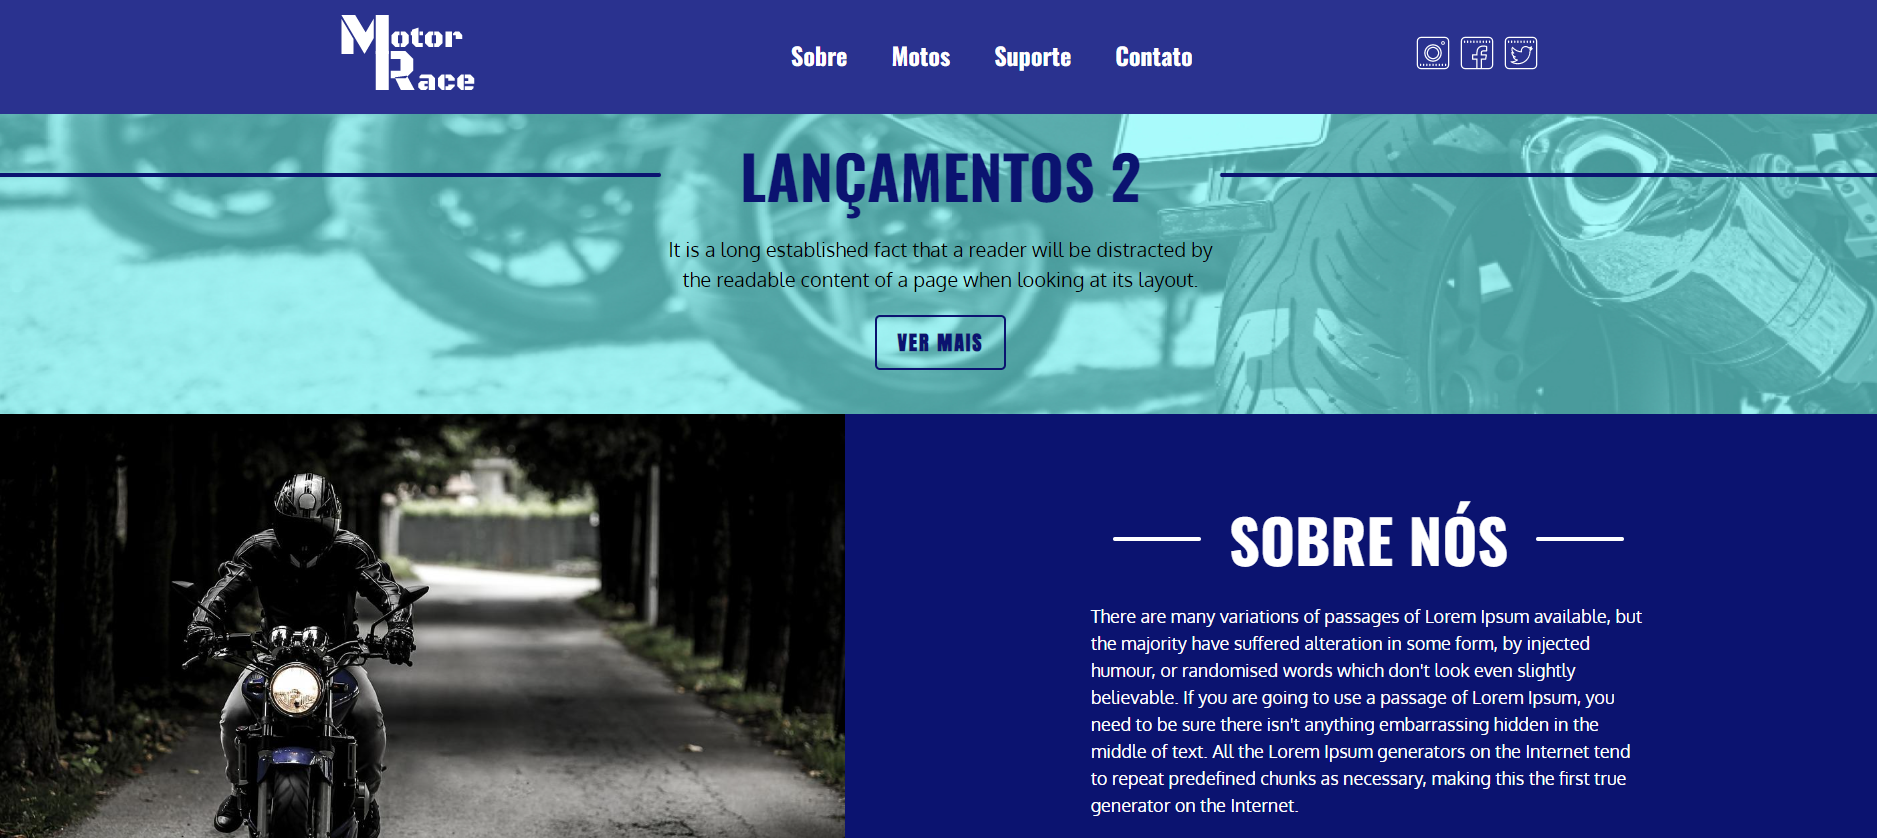 Motor
Race
Sobre Motos Suporte Contato
LANÇAMENTOS 2
It is a long established fact that a reader will be distracted by
the readable content of a page when looking at its layout.
VER MAIS
SOBRE NÓS
There are many variations of passages of Lorem Ipsum available, but
the majority have suffered alteration in some form, by injected
humour, or randomised words which don't look even slightly
believable. If you are going to use a passage of Lorem Ipsum, you
need to be sure there isn't anything embarrassing hidden in the
middle of text. All the Lorem Ipsum generators on the Internet tend
to repeat predefined chunks as necessary, making this the first true
generator on the Internet.